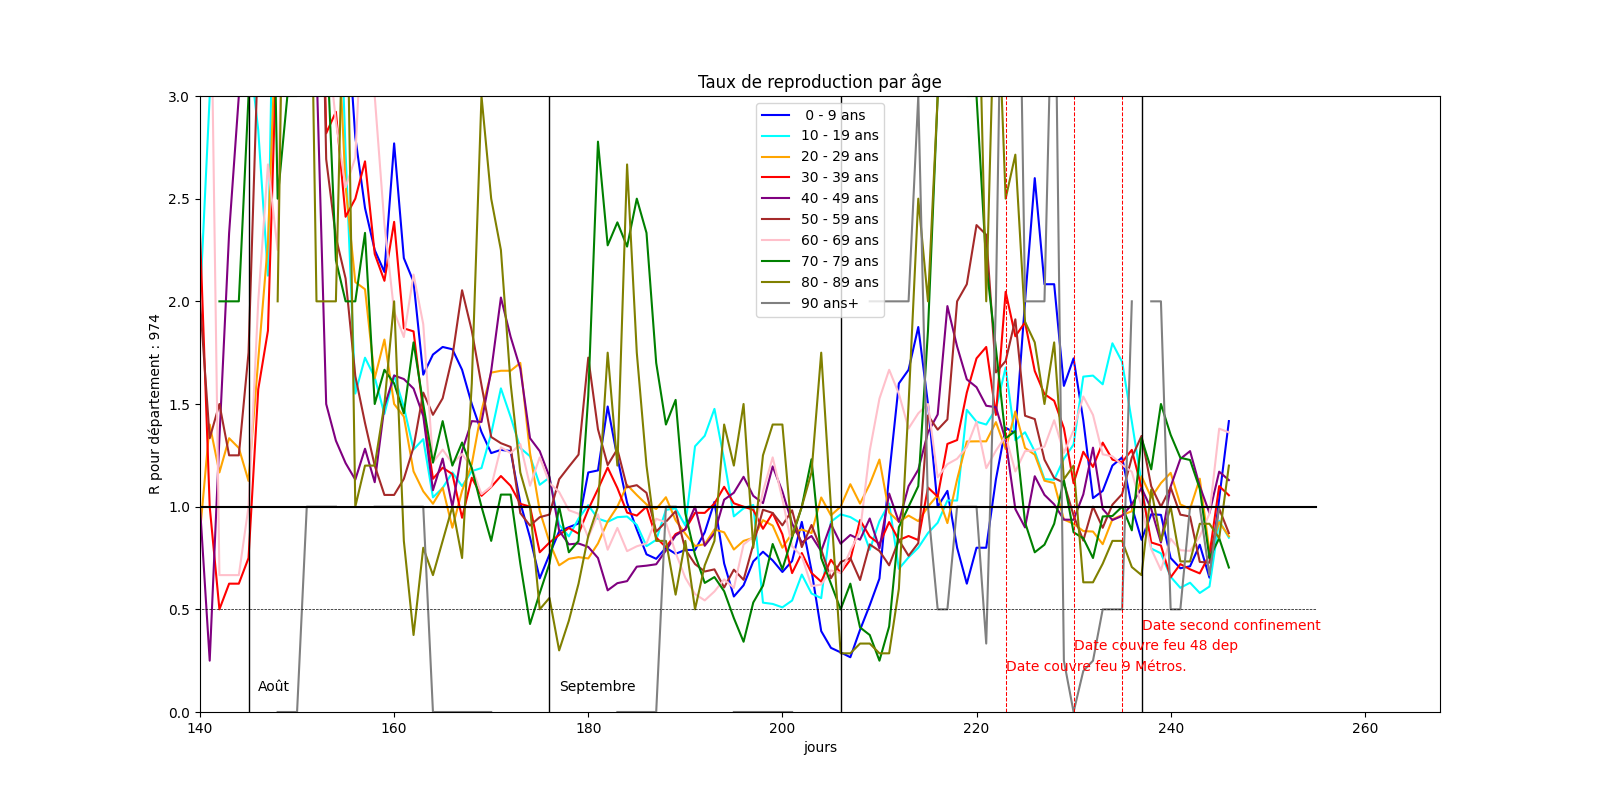 Taux de reproduction par âge
R pour département : 974
3.0
2.5
2.0
1.5
1.0
0.5
0.0
0 - 9 ans
10 - 19 ans
20 - 29 ans
30 - 39 ans
40 - 49 ans
50 - 59 ans
60 - 69 ans
70 - 79 ans
80 - 89 ans
90 ans+
Date second confinement
Date couvre feu 48 dep
Date couvre feu 9 Métros.
Août
Septembre
140
160
180
200
220
240
260
jours